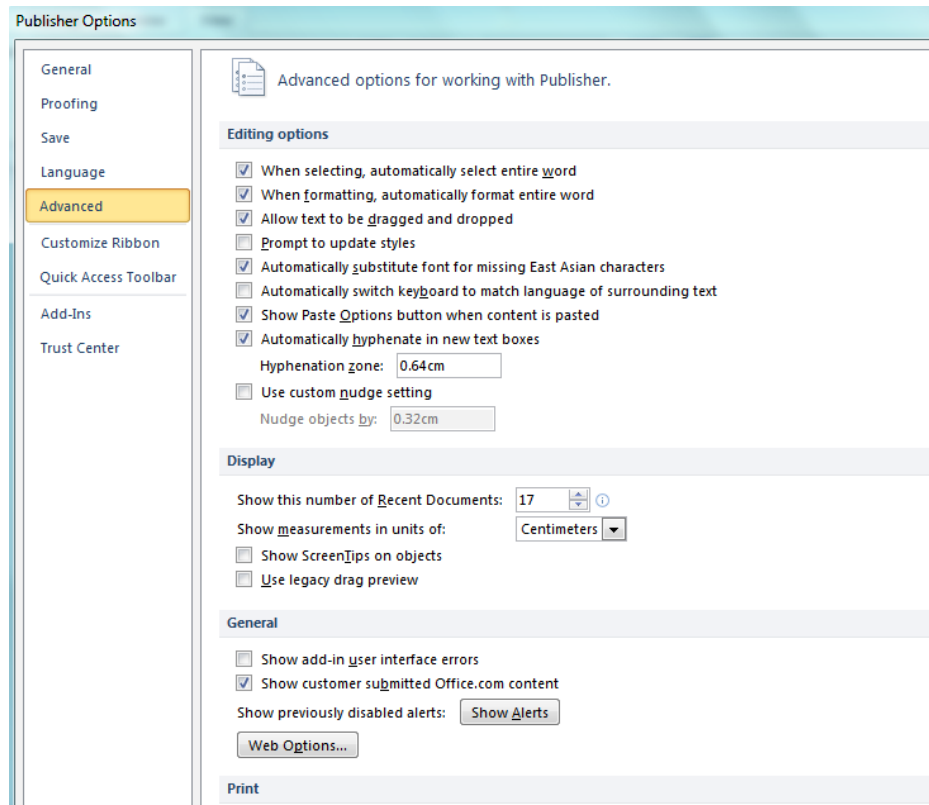 Publisher Options
General
Proofing
Save
Language
Advanced
Customize Ribbon
Quick Access Toolbar
Add-Ins
Trust Center
Advanced options for working with Publisher.
Editing options
When selecting, automatically select entire word
When formatting, automatically format entire word
Allow text to be dragged and dropped
Prompt to update styles
Automatically substitute font for missing East Asian characters
Automatically switch keyboard to match language of surrounding text
Show Paste Options button when content is pasted
Automatically hyphenate in new text boxes
Hyphenation zone: 0.64cm
Use custom nudge setting
Nudge objects by: 0.32cm
Display
Show this number of Recent Documents: 17
Show measurements in units of: Centimeters
Show ScreenTips on objects
Use legacy drag preview
General
Show add-in user interface errors
Show customer submitted Office.com content
Show previously disabled alerts: Show Alerts
Web Options...
Print